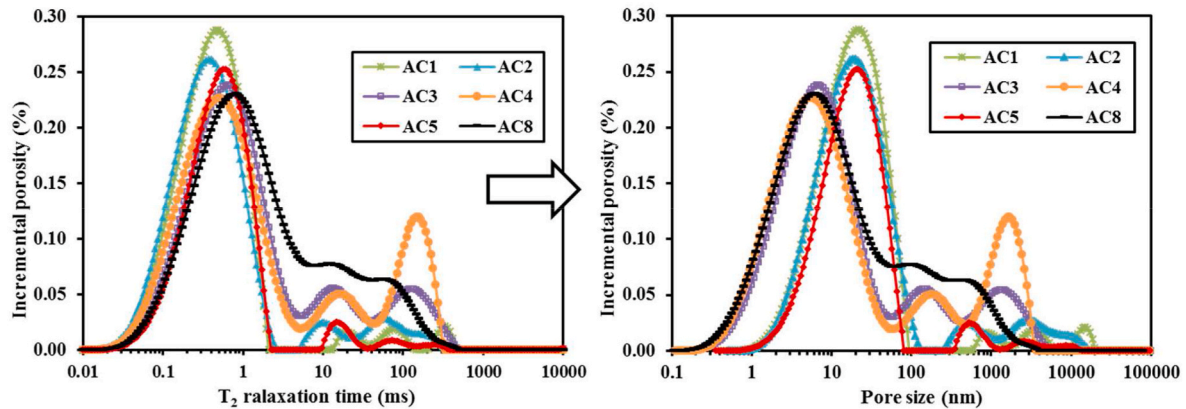 Incremental porosity (%)
0.30
0.25
0.20
0.15
0.10
0.05
0.00
AC1 AC2
AC3 AC4
AC5 AC8
0.01 0.1 1 10 100 1000 10000
T2 ralaxation time (ms)
Incremental porosity (%)
0.30
0.25
0.20
0.15
0.10
0.05
0.00
AC1 AC2
AC3 AC4
AC5 AC8
0.1 1 10 100 1000 10000 100000
Pore size (nm)